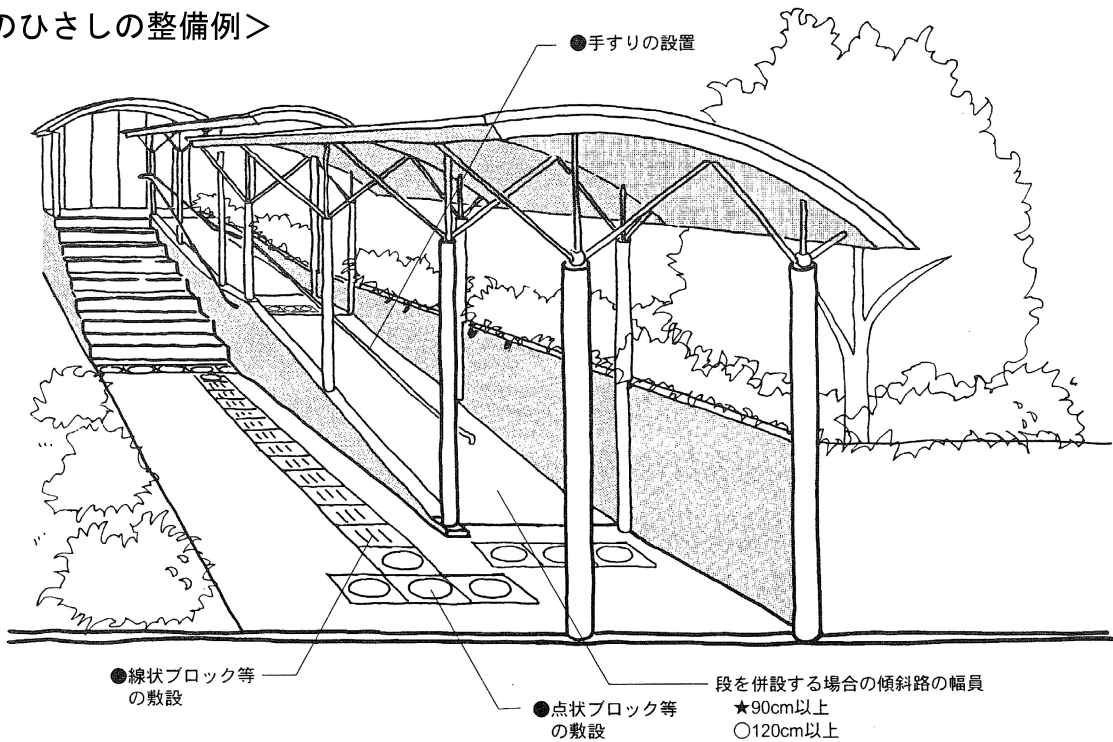 のひさしの整備例＞
●手すりの設置
●線状ブロック等
の敷設
●点状ブロック等
の敷設
段を併設する場合の傾斜路の幅員
★90cm以上
○120cm以上